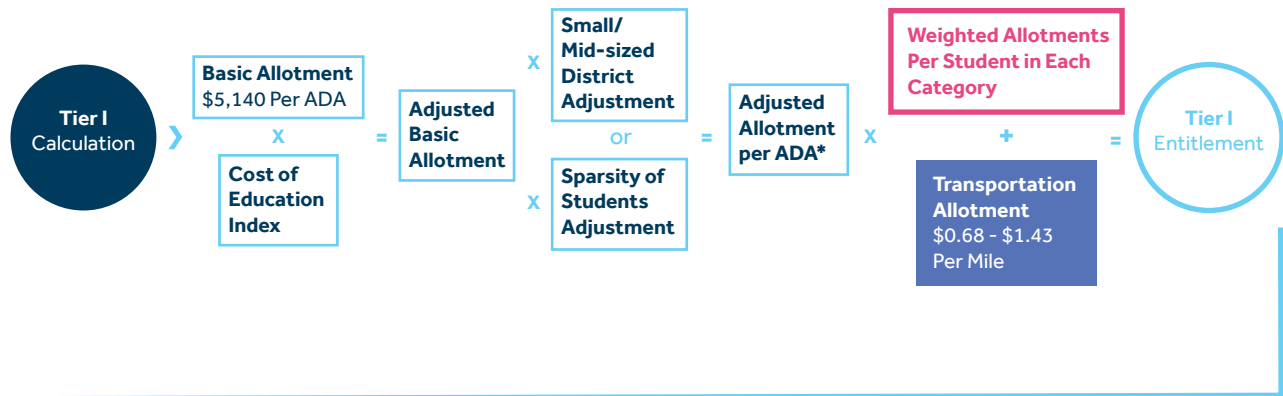 Tier I
Calculation
❯
Basic Allotment
$5,140 Per ADA
X
Cost of
Education
Index
=
Adjusted
Basic
Allotment
X
Small/
Mid-sized
District
Adjustment
or
X
Sparsity of
Students
Adjustment
=
Adjusted
Allotment
per ADA*
X
Weighted Allotments
Per Student in Each
Category
+
Transportation
Allotment
$0.68 - $1.43
Per Mile
=
Tier I
Entitlement